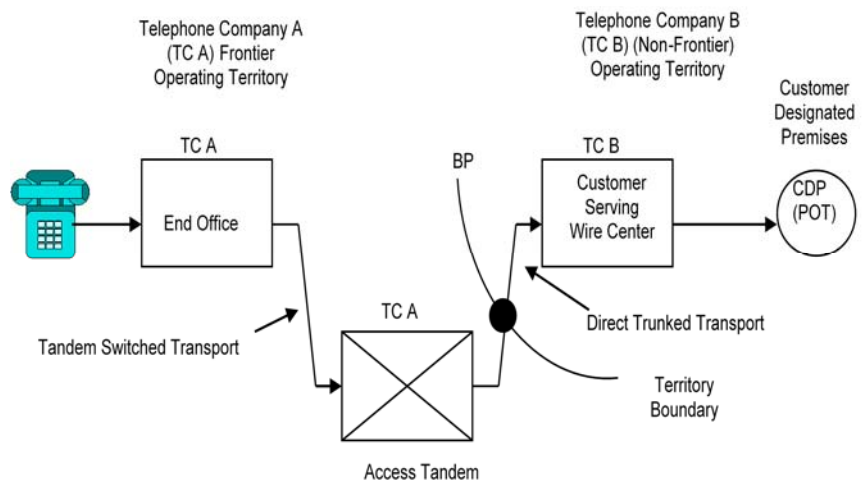 Telephone Company A
(TC A) Frontier
Operating Territory
Telephone Company B
(TC B) (Non-Frontier)
Operating Territory
Customer
Designated
Premises
TC A
End Office
BP
TC B
Customer
Serving
Wire Center
CDP
(POT)
Tandem Switched Transport
TC A
Direct Trunked Transport
Territory
Boundary
Access Tandem